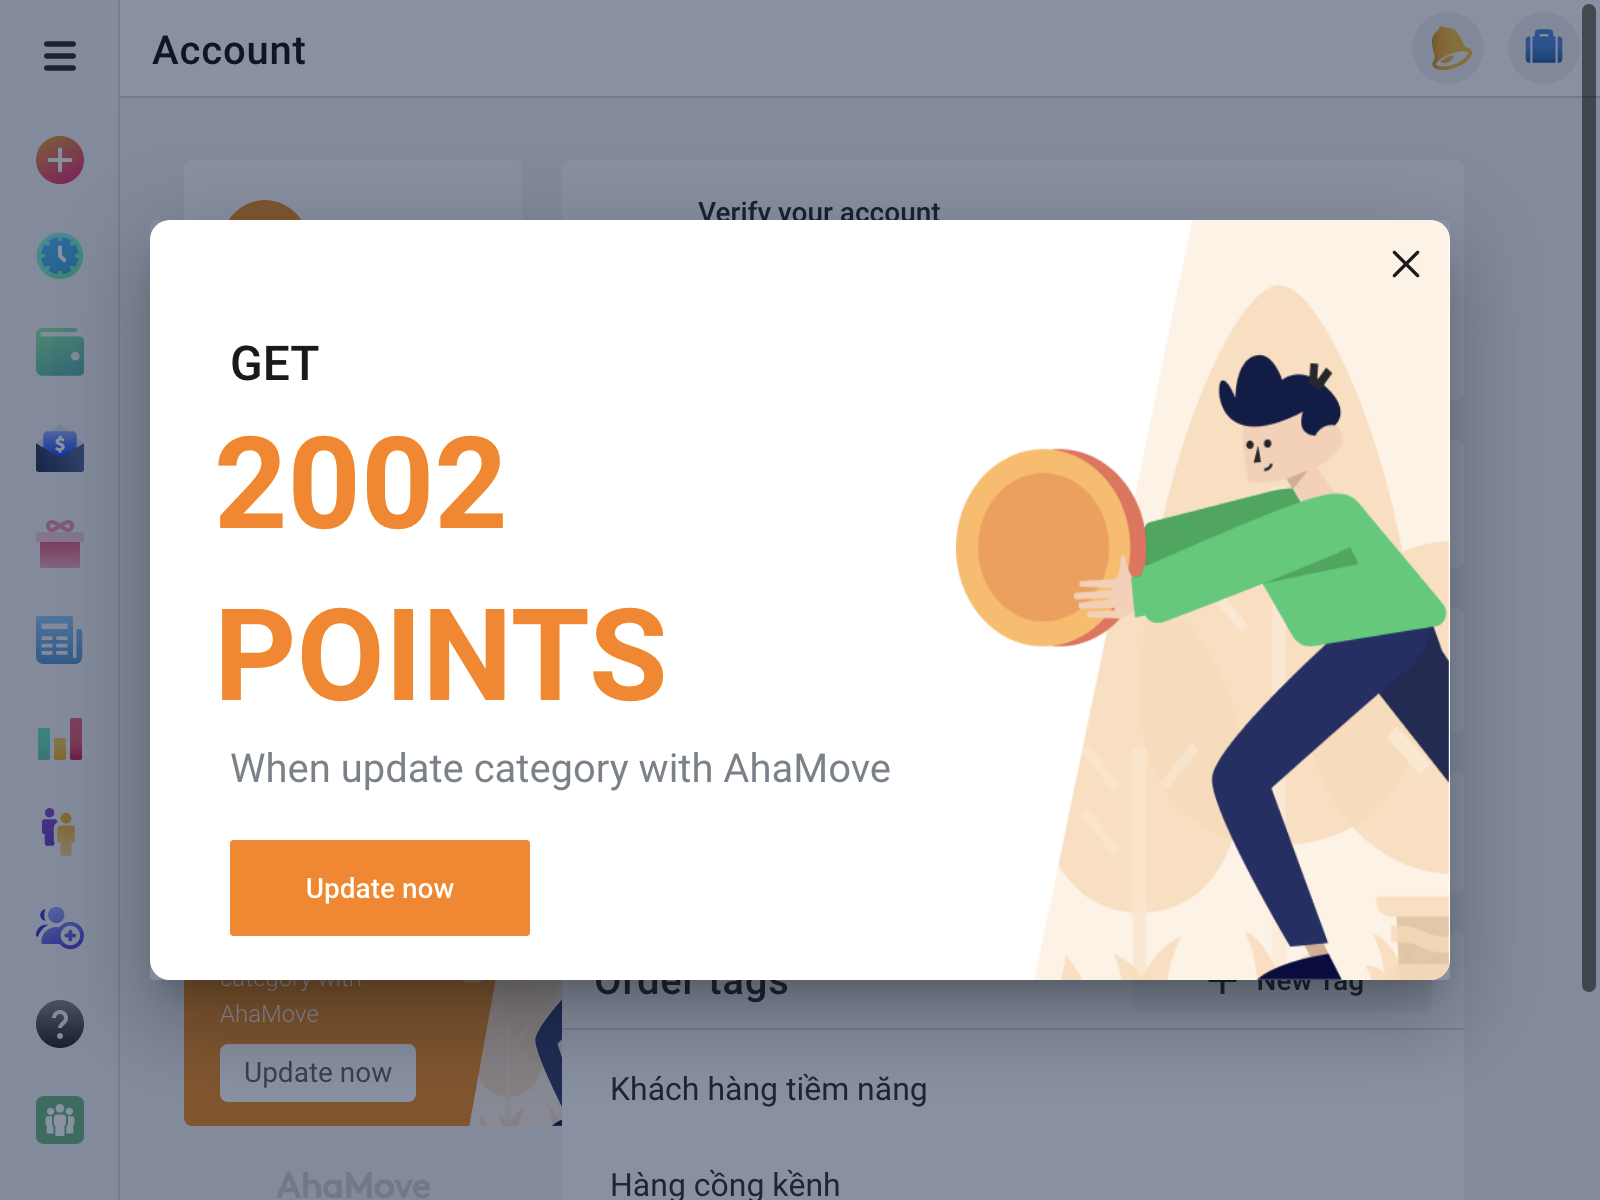 Account
Verify your account
GET
2002
POINTS
When update category with AhaMove
Update now
category with
AhaMove
Update now
AhaMove
Order tags
New Tag
Khách hàng tiềm năng
Hàng cồng kềnh